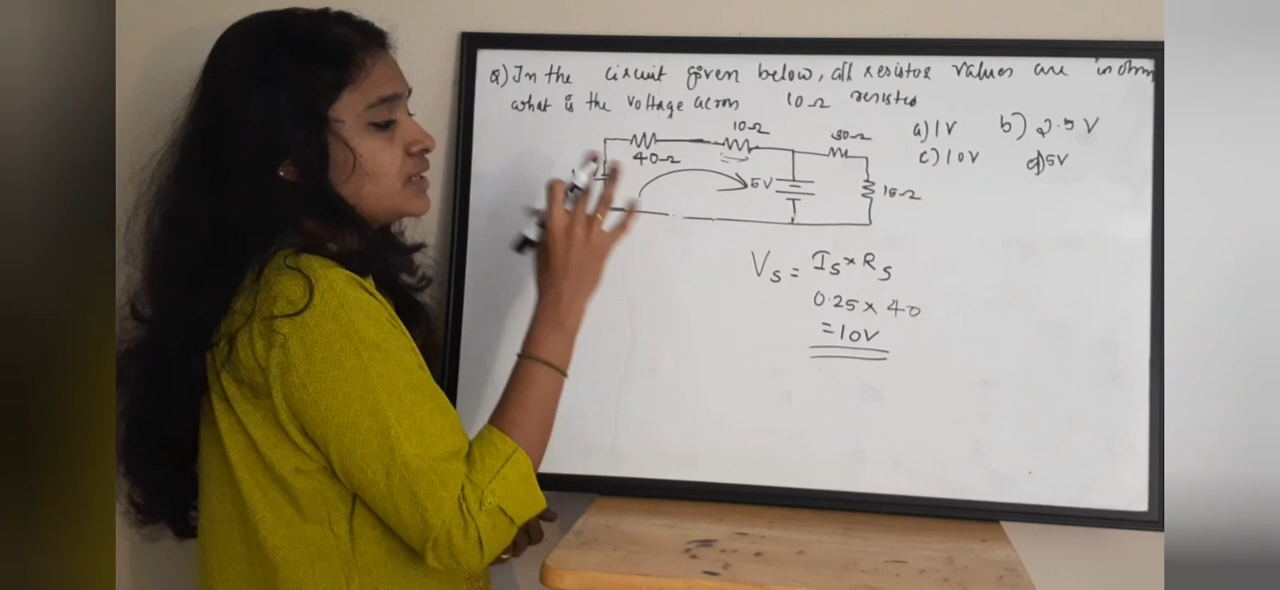 Q) In the circuit given below, all resistor values are in ohm
what is the voltage across 10Ω resistor
a) 1V b) 2.5V
c) 10V d) 5V
10Ω
40Ω
30Ω
5V
15Ω
Vs = Is × Rs
0.25 × 40
= 10V